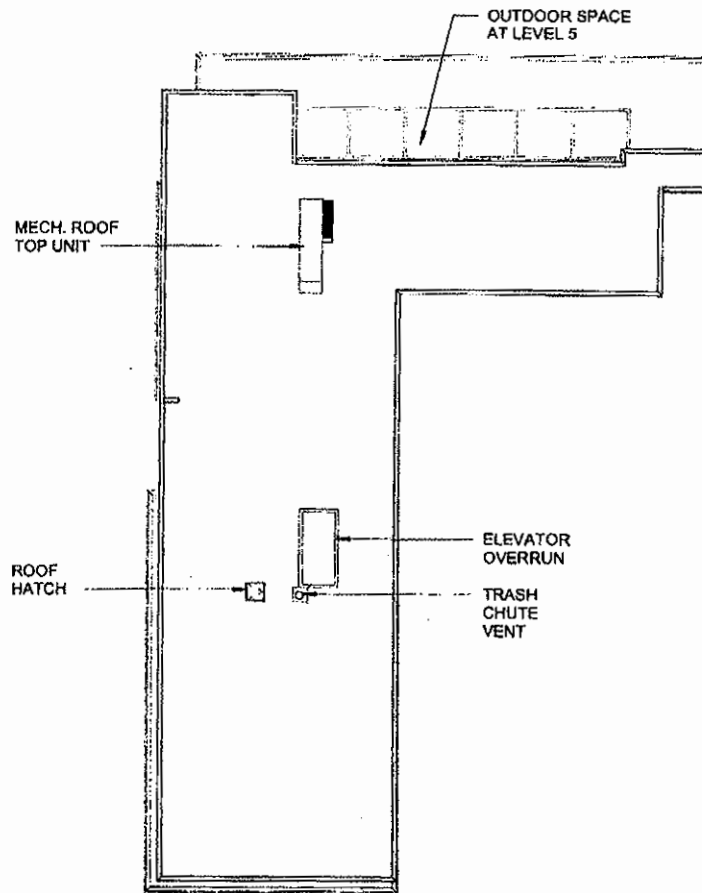 OUTDOOR SPACE
AT LEVEL 5
MECH. ROOF
TOP UNIT
ELEVATOR
OVERRUN
ROOF
HATCH
TRASH
CHUTE
VENT